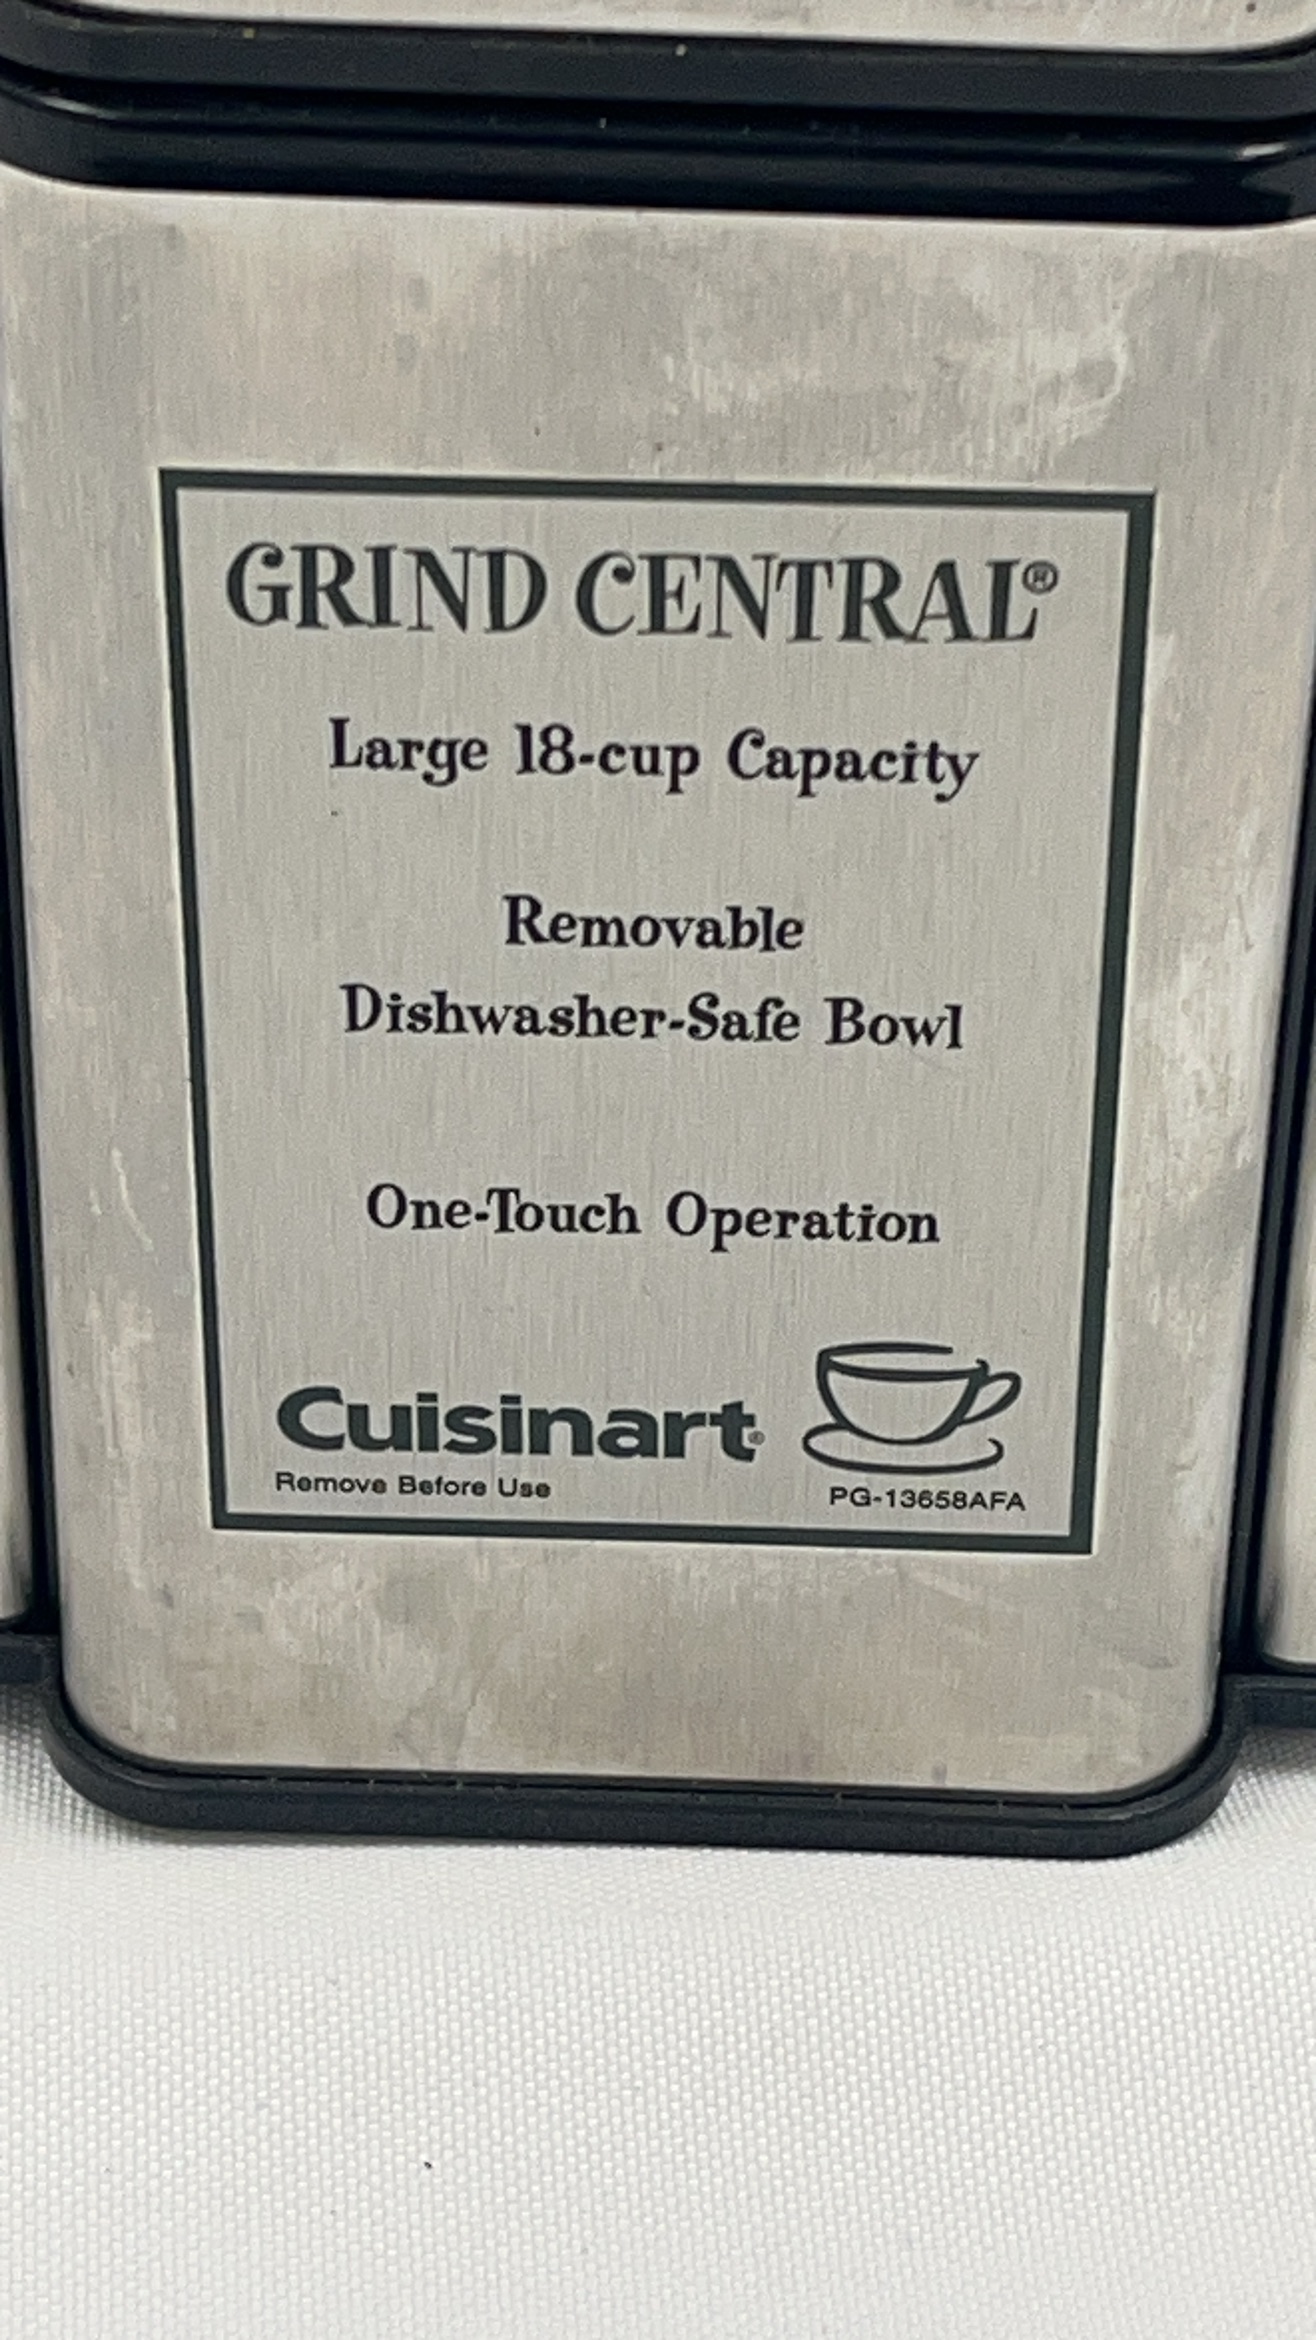 GRIND CENTRAL®
Large 18-cup Capacity
Removable
Dishwasher-Safe Bowl
One-Touch Operation
Cuisinart®
Remove Before Use
PG-13658AFA